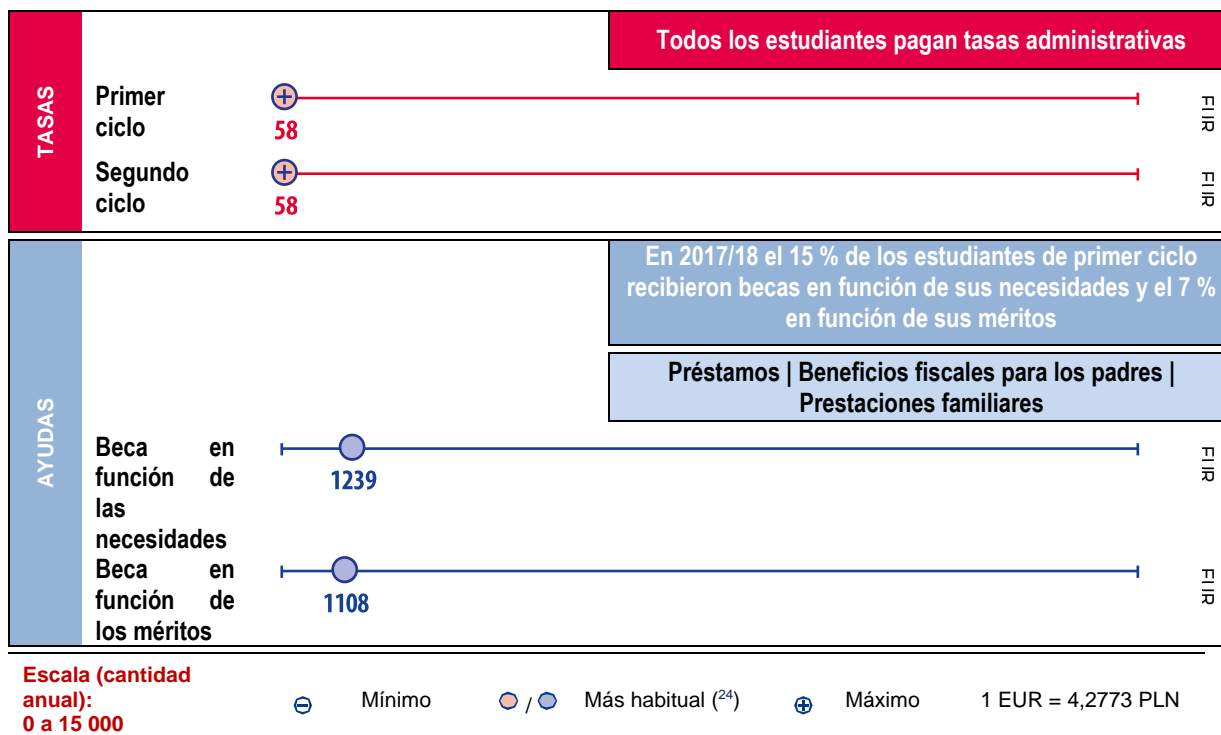 Todos los estudiantes pagan tasas administrativas
TASAS
Primer
ciclo
58
EUR
Segundo
ciclo
58
EUR
En 2017/18 el 15 % de los estudiantes de primer ciclo
recibieron becas en función de sus necesidades y el 7 %
en función de sus méritos
Préstamos | Beneficios fiscales para los padres |
Prestaciones familiares
AYUDAS
Beca en
función de
las
necesidades
1239
EUR
Beca en
función de
los méritos
1108
EUR
Escala (cantidad
anual):
0 a 15 000
Mínimo
/
Más habitual (24)
Máximo
1 EUR = 4,2773 PLN